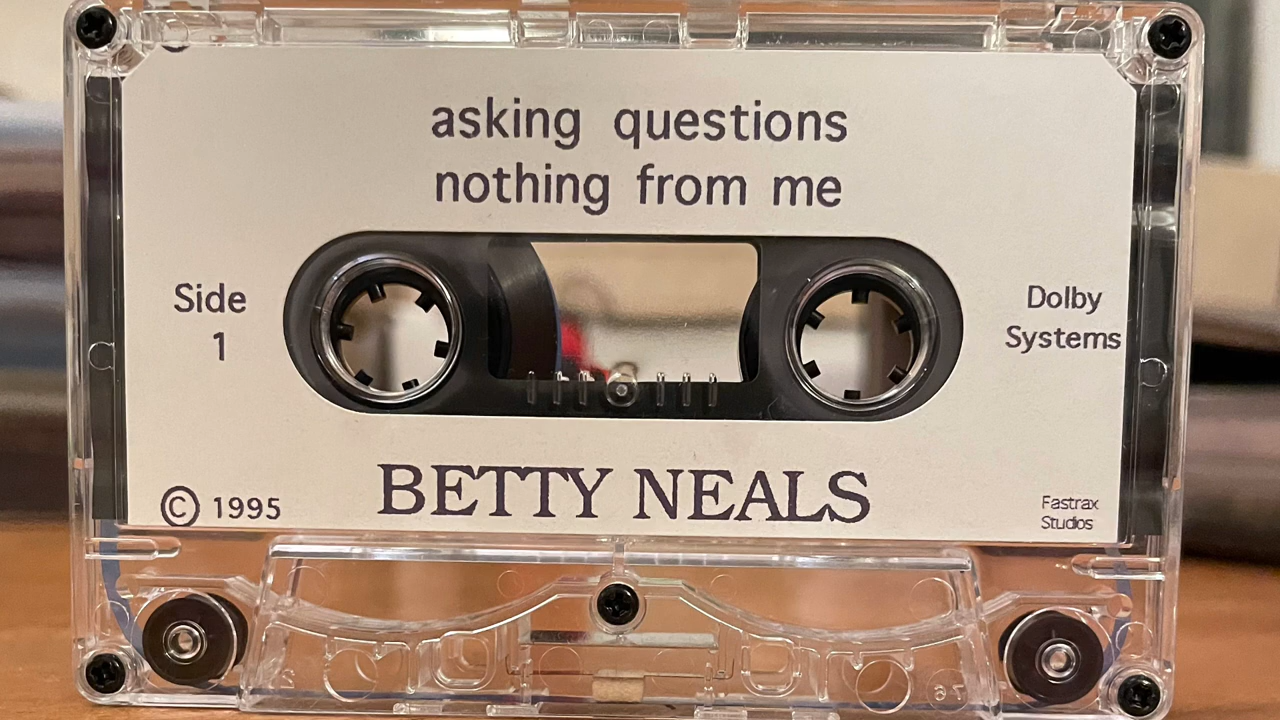 asking questions
nothing from me
Side
1
Dolby
Systems
BETTY NEALS
© 1995
Fastrax
Studios